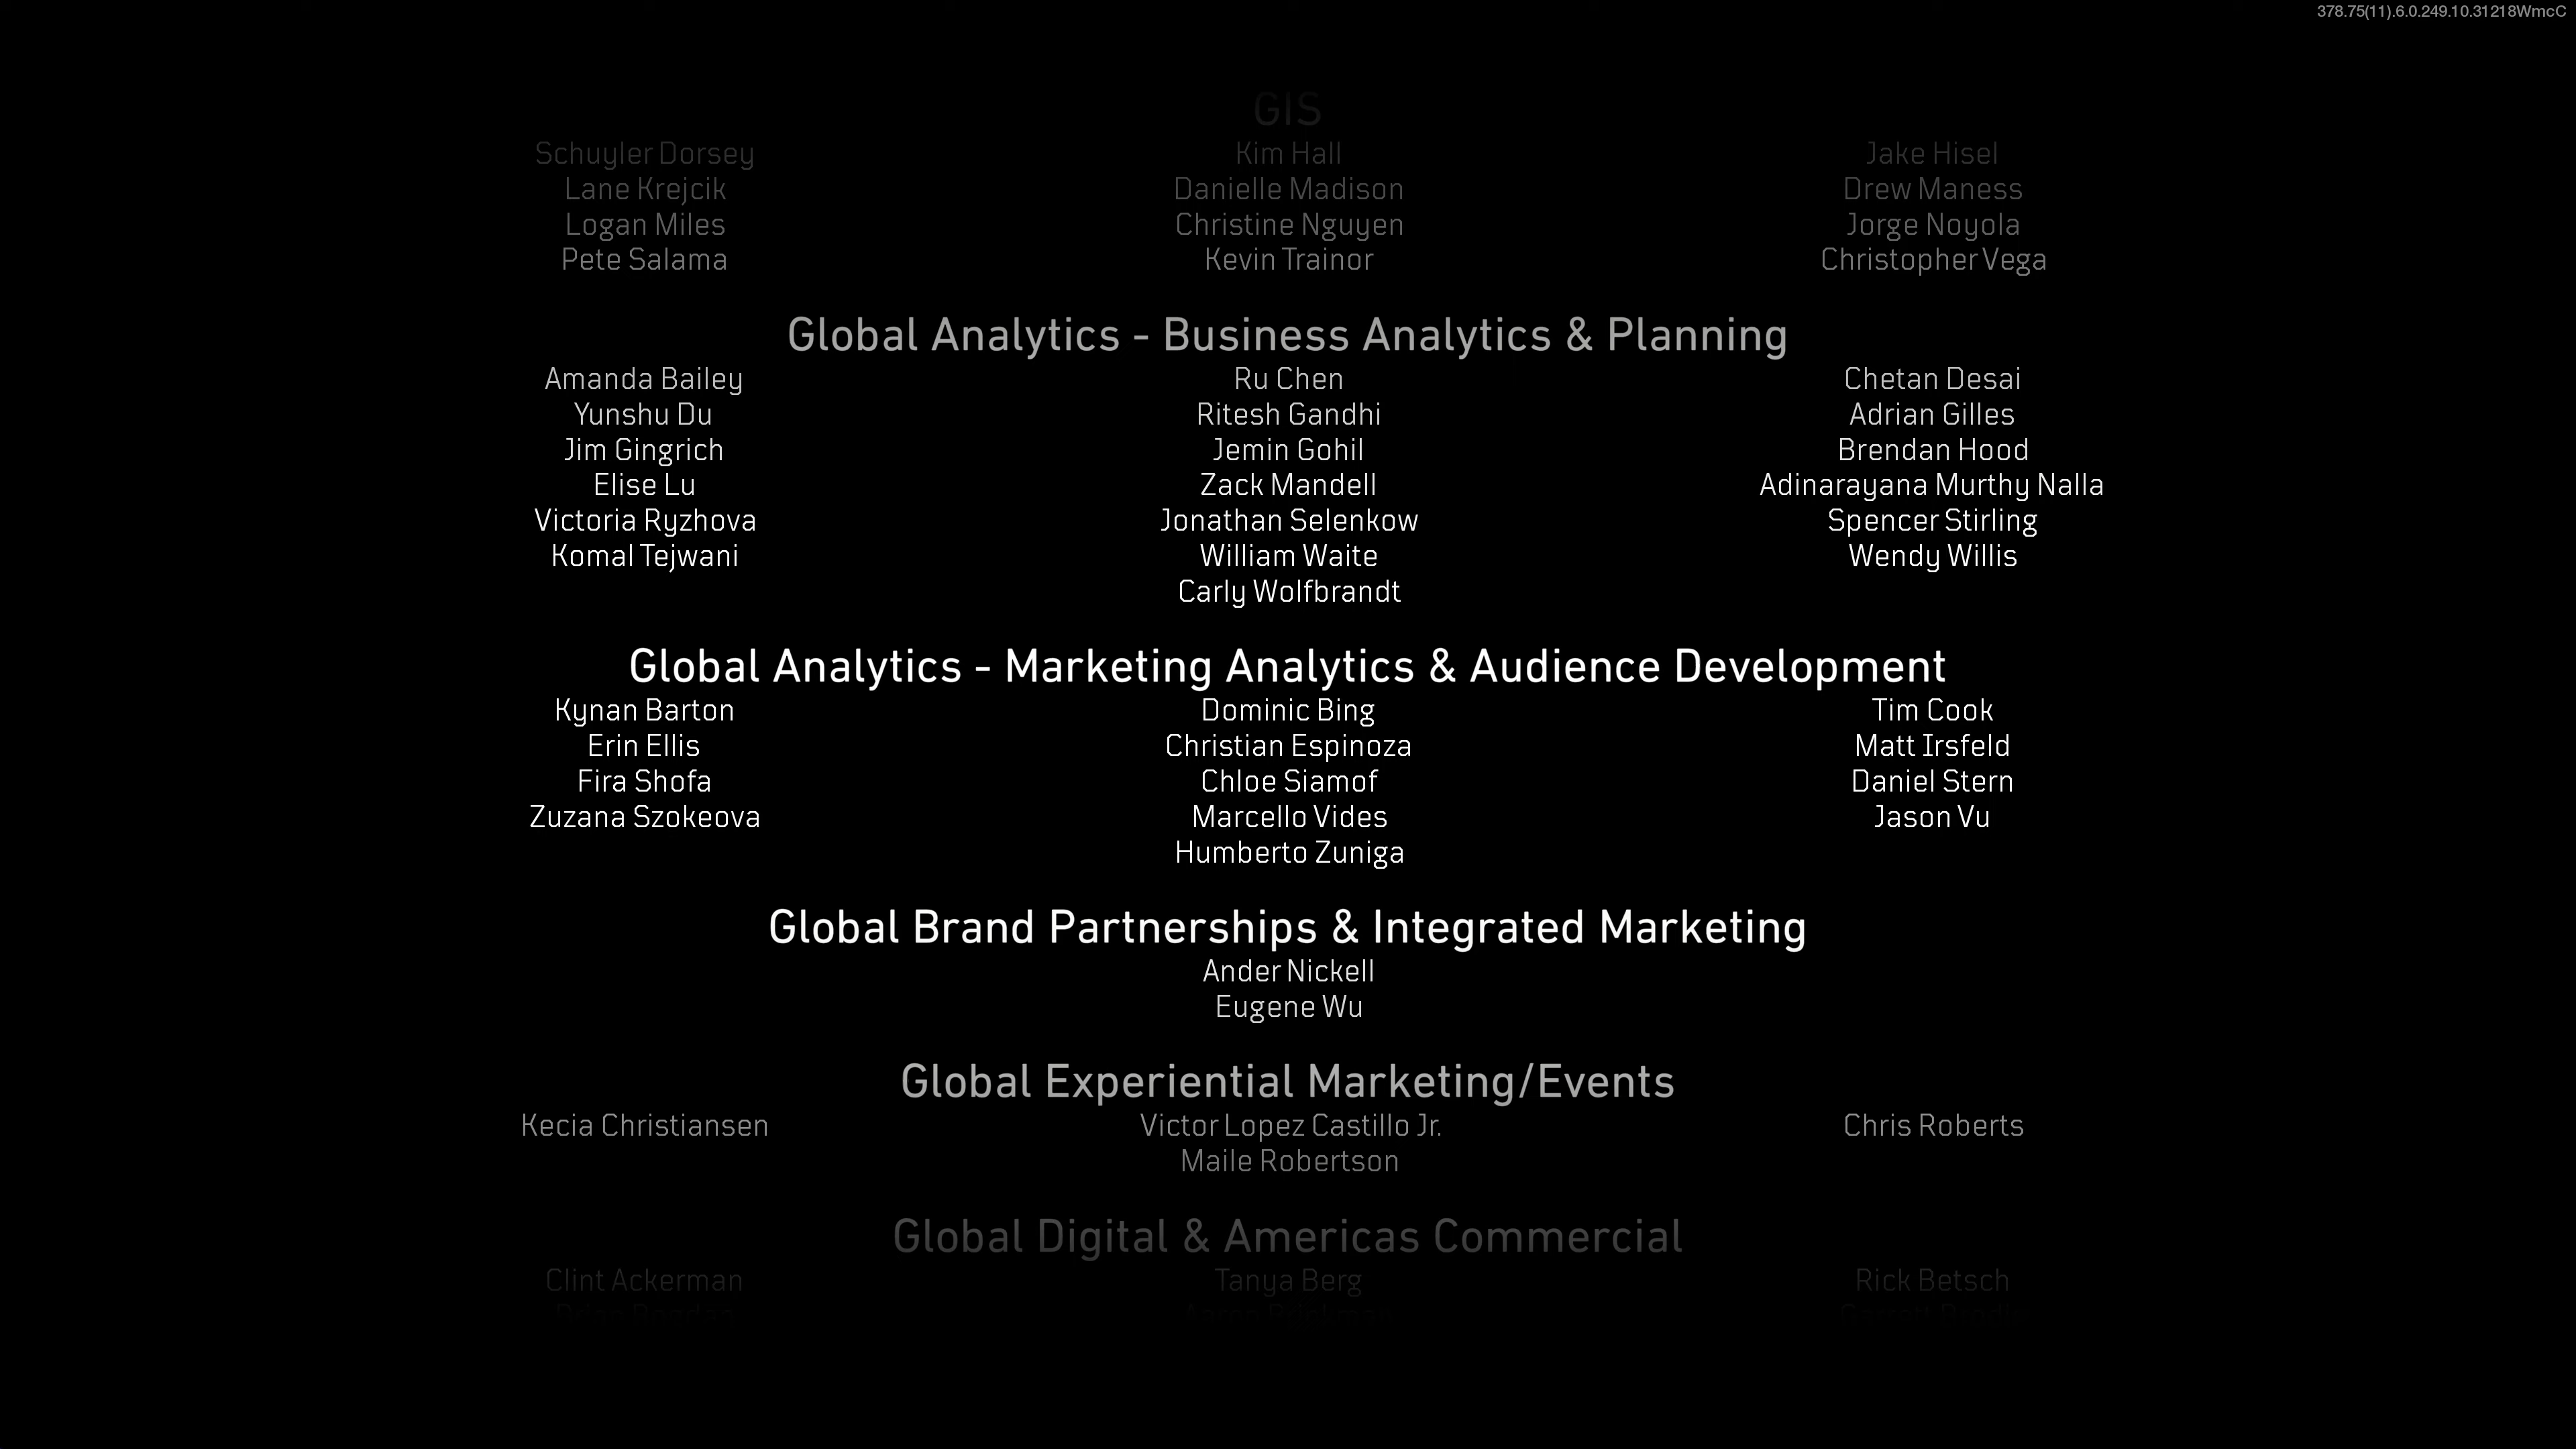 378.75(11).6.0.249.10.31218WmcC
GIS
Schuyler Dorsey Kim Hall Jake Hisel
Lane Krejcik Danielle Madison Drew Maness
Logan Miles Christine Nguyen Jorge Noyola
Pete Salama Kevin Trainor Christopher Vega
Global Analytics - Business Analytics & Planning
Amanda Bailey Ru Chen Chetan Desai
Yunshu Du Ritesh Gandhi Adrian Gilles
Jim Gingrich Jemin Gohil Brendan Hood
Elise Lu Zack Mandell Adinarayana Murthy Nalla
Victoria Ryzhova Jonathan Selenkow Spencer Stirling
Komal Tejwani William Waite Wendy Willis
Carly Wolfbrandt
Global Analytics - Marketing Analytics & Audience Development
Kynan Barton Dominic Bing Tim Cook
Erin Ellis Christian Espinoza Matt Irsfeld
Fira Shofa Chloe Siamof Daniel Stern
Zuzana Szokeova Marcello Vides Jason Vu
Humberto Zuniga
Global Brand Partnerships & Integrated Marketing
Ander Nickell
Eugene Wu
Global Experiential Marketing/Events
Kecia Christiansen Victor Lopez Castillo Jr. Chris Roberts
Maile Robertson
Global Digital & Americas Commercial
Clint Ackerman Tanya Berg Rick Betsch